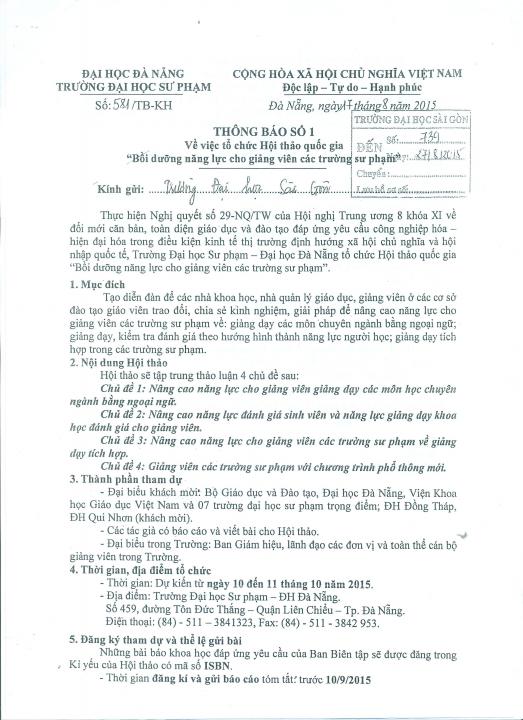 ĐẠI HỌC ĐÀ NẴNG
TRƯỜNG ĐẠI HỌC SƯ PHẠM
Số: 581/TB-KH
CỘNG HÒA XÃ HỘI CHỦ NGHĨA VIỆT NAM
Độc lập – Tự do – Hạnh phúc
Đà Nẵng, ngày 17 tháng 8 năm 2015
TRƯỜNG ĐẠI HỌC SÀI GÒN
ĐẾN
Số: 739
Ngày: 27/8/2015
Chuyển:
Lưu hồ sơ số:
THÔNG BÁO SỐ 1
Về việc tổ chức Hội thảo quốc gia
“Bồi dưỡng năng lực cho giảng viên các trường sư phạm”
Kính gửi: Trường Đại học Sài Gòn
Thực hiện Nghị quyết số 29-NQ/TW của Hội nghị Trung ương 8 khóa XI về
đổi mới căn bản, toàn diện giáo dục và đào tạo đáp ứng yêu cầu công nghiệp hóa –
hiện đại hóa trong điều kiện kinh tế thị trường định hướng xã hội chủ nghĩa và hội
nhập quốc tế, Trường Đại học Sư phạm – Đại học Đà Nẵng tổ chức Hội thảo quốc gia
“Bồi dưỡng năng lực cho giảng viên các trường sư phạm”.
1. Mục đích
Tạo diễn đàn để các nhà khoa học, nhà quản lý giáo dục, giảng viên ở các cơ sở
đào tạo giáo viên trao đổi, chia sẻ kinh nghiệm, giải pháp để nâng cao năng lực cho
giảng viên các trường sư phạm về: giảng dạy các môn chuyên ngành bằng ngoại ngữ;
giảng dạy, kiểm tra đánh giá theo hướng hình thành năng lực người học; giảng dạy tích
hợp trong các trường sư phạm.
2. Nội dung Hội thảo
Hội thảo sẽ tập trung thảo luận 4 chủ đề sau:
Chủ đề 1: Nâng cao năng lực cho giảng viên giảng dạy các môn học chuyên
ngành bằng ngoại ngữ.
Chủ đề 2: Nâng cao năng lực đánh giá sinh viên và năng lực giảng dạy khoa
học đánh giá cho giảng viên.
Chủ đề 3: Nâng cao năng lực cho giảng viên các trường sư phạm về giảng
dạy tích hợp.
Chủ đề 4: Giảng viên các trường sư phạm với chương trình phổ thông mới.
3. Thành phần tham dự
- Đại biểu khách mời: Bộ Giáo dục và Đào tạo, Đại học Đà Nẵng, Viện Khoa
học Giáo dục Việt Nam và 07 trường đại học sư phạm trọng điểm; ĐH Đồng Tháp,
ĐH Qui Nhơn (khách mời).
- Các tác giả có báo cáo và viết bài cho Hội thảo.
- Đại biểu trong Trường: Ban Giám hiệu, lãnh đạo các đơn vị và toàn thể cán bộ
giảng viên trong Trường.
4. Thời gian, địa điểm tổ chức
- Thời gian: Dự kiến từ ngày 10 đến 11 tháng 10 năm 2015.
- Địa điểm: Trường Đại học Sư phạm – ĐH Đà Nẵng.
Số 459, đường Tôn Đức Thắng – Quận Liên Chiểu – Tp. Đà Nẵng.
Điện thoại: (84) - 511 – 3841323, Fax: (84) - 511 - 3842 953.
5. Đăng ký tham dự và thể lệ gửi bài
Những bài báo khoa học đáp ứng yêu cầu của Ban Biên tập sẽ được đăng trong
Kỉ yếu của Hội thảo có mã số ISBN.
- Thời gian đăng kí và gửi báo cáo tóm tắt: trước 10/9/2015